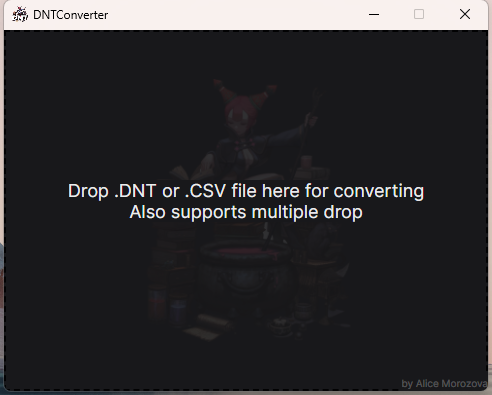 DNTConverter
Drop .DNT or .CSV file here for converting
Also supports multiple drop
by Alice Morozova